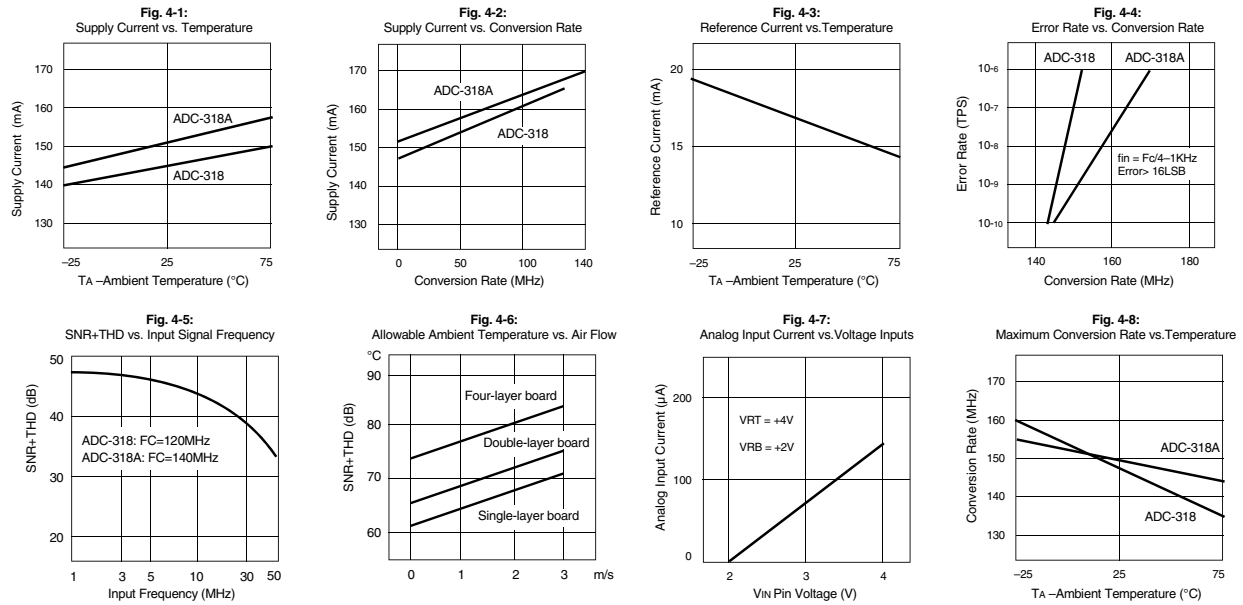 Fig. 4-1:
Supply Current vs. Temperature
Supply Current (mA)
170
160
150
140
130
ADC-318A
ADC-318
–25
25
75
TA –Ambient Temperature (°C)
Fig. 4-2:
Supply Current vs. Conversion Rate
Supply Current (mA)
170
160
150
140
130
ADC-318A
ADC-318
0
50
100
140
Conversion Rate (MHz)
Fig. 4-3:
Reference Current vs.Temperature
Reference Current (mA)
20
15
10
–25
25
75
TA –Ambient Temperature (°C)
Fig. 4-4:
Error Rate vs. Conversion Rate
Error Rate (TPS)
10-6
10-7
10-8
10-9
10-10
ADC-318
ADC-318A
fin = Fc/4–1KHz
Error> 16LSB
140
160
180
Conversion Rate (MHz)
Fig. 4-5:
SNR+THD vs. Input Signal Frequency
SNR+THD (dB)
50
40
30
20
ADC-318: FC=120MHz
ADC-318A: FC=140MHz
1
3
5
10
30
50
Input Frequency (MHz)
Fig. 4-6:
Allowable Ambient Temperature vs. Air Flow
°C
SNR+THD (dB)
90
80
70
60
Four-layer board
Double-layer board
Single-layer board
0
1
2
3
m/s
Fig. 4-7:
Analog Input Current vs.Voltage Inputs
Analog Input Current (µA)
200
100
0
VRT = +4V
VRB = +2V
2
3
4
VIN Pin Voltage (V)
Fig. 4-8:
Maximum Conversion Rate vs.Temperature
Conversion Rate (MHz)
170
160
150
140
130
ADC-318A
ADC-318
–25
25
75
TA –Ambient Temperature (°C)